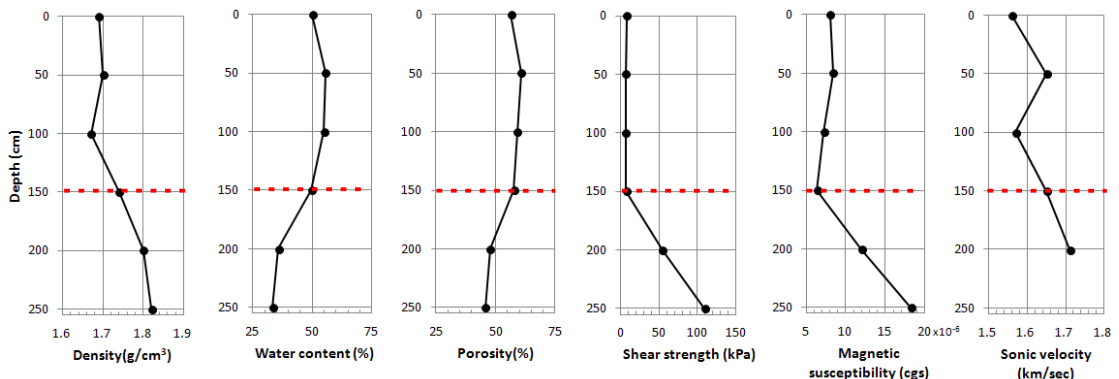 0 0 0 0 0 0
50 50 50 50 50 50
100 100 100 100 100 100
Depth (cm)
150 150 150 150 150 150
200 200 200 200 200 200
250 250 250 250 250 250
1.6 1.7 1.8 1.9 25 50 75 25 50 75 0 50 100 150 5 10 15 20 x10⁻⁶ 1.5 1.6 1.7 1.8
Density(g/cm³) Water content (%) Porosity(%) Shear strength (kPa) Magnetic Sonic velocity
susceptibility (cgs) (km/sec)